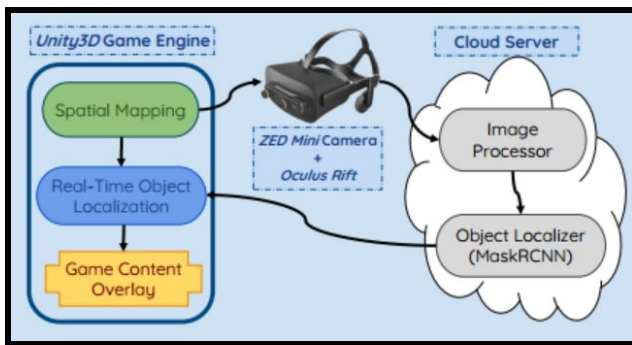 Unity3D Game Engine
Spatial Mapping
Real-Time Object
Localization
Game Content
Overlay
ZED Mini Camera
+
Oculus Rift
Cloud Server
Image
Processor
Object Localizer
(MaskRCNN)